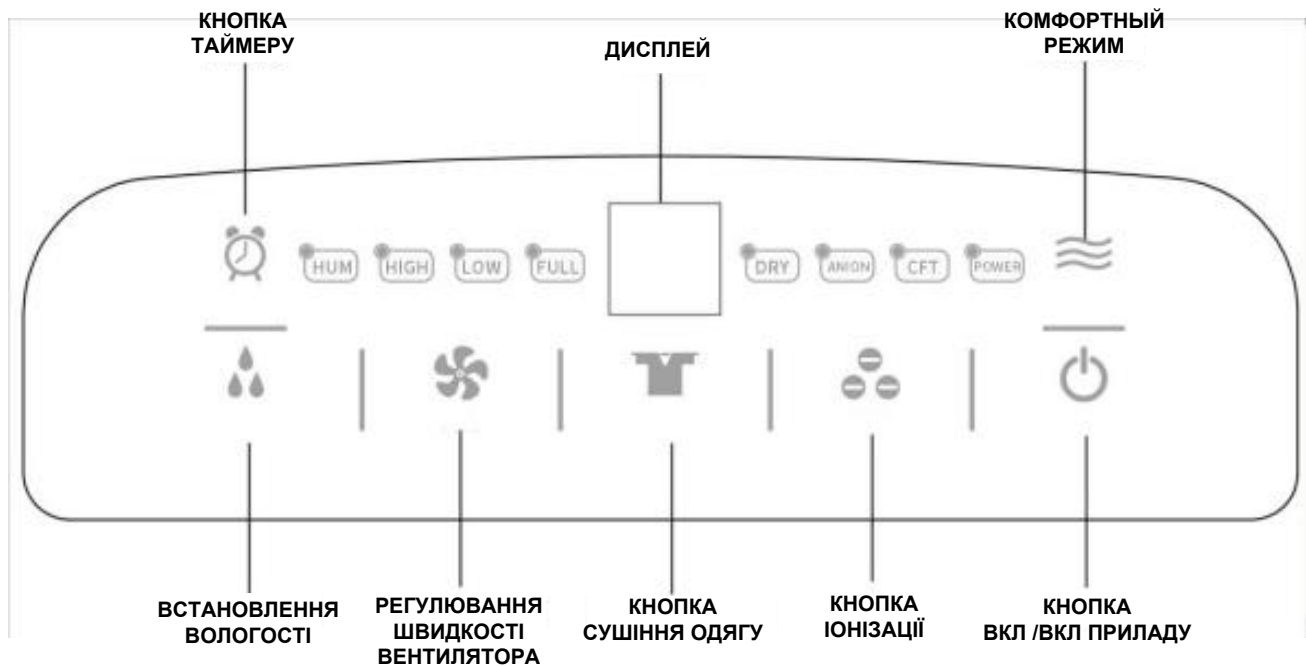 КНОПКА
ТАЙМЕРУ
ДИСПЛЕЙ
КОМФОРТНЫЙ
РЕЖИМ
HUM HIGH LOW FULL DRY ANION CFT POWER
ВСТАНОВЛЕННЯ
ВОЛОГОСТІ
РЕГУЛЮВАННЯ
ШВИДКОСТІ
ВЕНТИЛЯТОРА
КНОПКА
СУШІННЯ ОДЯГУ
КНОПКА
ІОНІЗАЦІЇ
КНОПКА
ВКЛ /ВКЛ ПРИЛАДУ